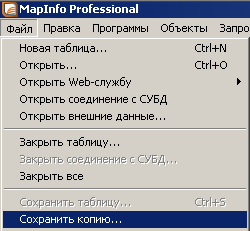 MapInfo Professional
Файл Правка Программы Объекты Запро
Новая таблица... Ctrl+N
Открыть... Ctrl+O
Открыть Web-службу
Открыть соединение с СУБД
Открыть внешние данные...
Закрыть таблицу...
Закрыть соединение с СУБД...
Закрыть все
Сохранить таблицу... Ctrl+S
Сохранить копию...